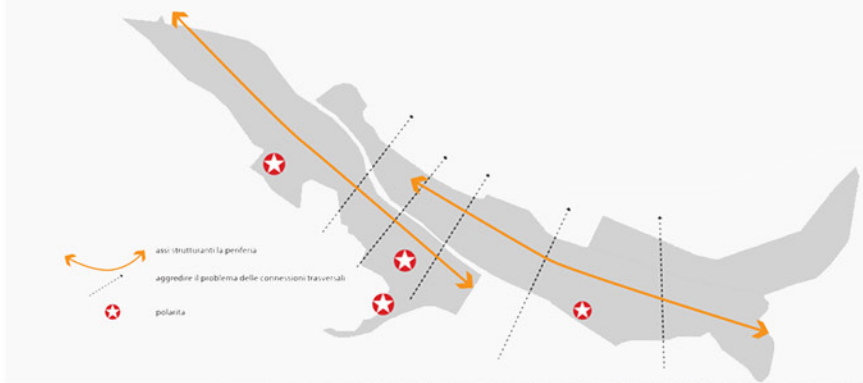 assi strutturanti la periferia
aggredire il problema delle connessioni trasversali
polarita